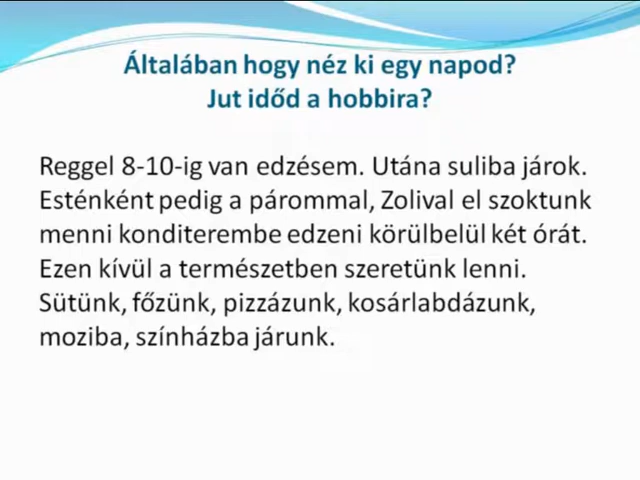 Általában hogy néz ki egy napod?
Jut időd a hobbira?
Reggel 8-10-ig van edzésem. Utána suliba járok.
Esténként pedig a párommal, Zolival el szoktunk
menni konditerembe edzeni körülbelül két órát.
Ezen kívül a természetben szeretünk lenni.
Sütünk, főzünk, pizzázunk, kosárlabdázunk,
moziba, színházba járunk.